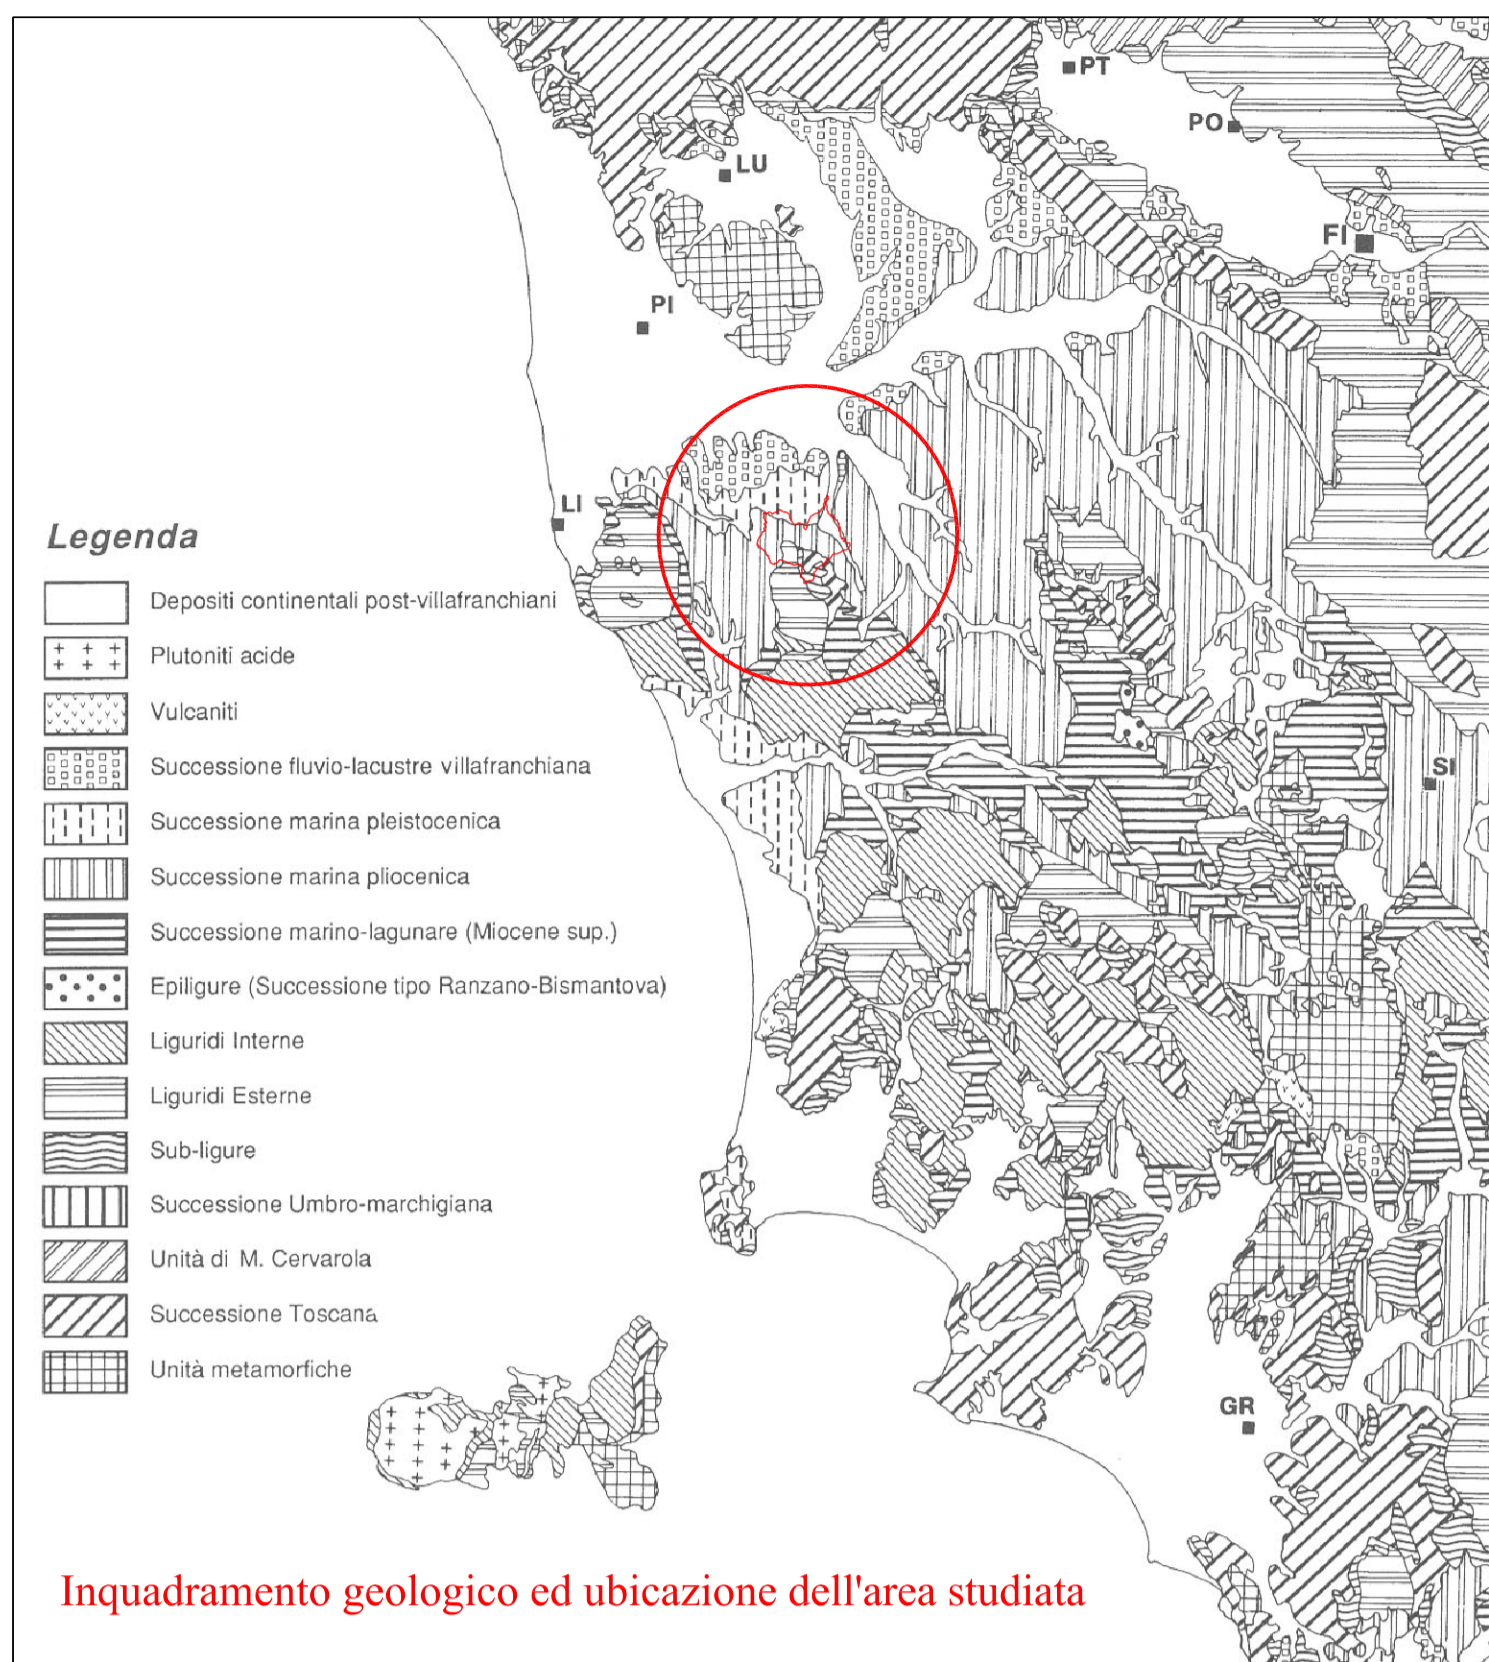 PT
PO
LU
FI
PI
LI
Legenda
Depositi continentali post-villafranchiani
Plutoniti acide
Vulcaniti
Successione fluvio-lacustre villafranchiana
SI
Successione marina pleistocenica
Successione marina pliocenica
Successione marino-lagunare (Miocene sup.)
Epiligure (Successione tipo Ranzano-Bismantova)
Liguridi Interne
Liguridi Esterne
Sub-ligure
Successione Umbro-marchigiana
Unità di M. Cervarola
Successione Toscana
Unità metamorfiche
GR
Inquadramento geologico ed ubicazione dell'area studiata